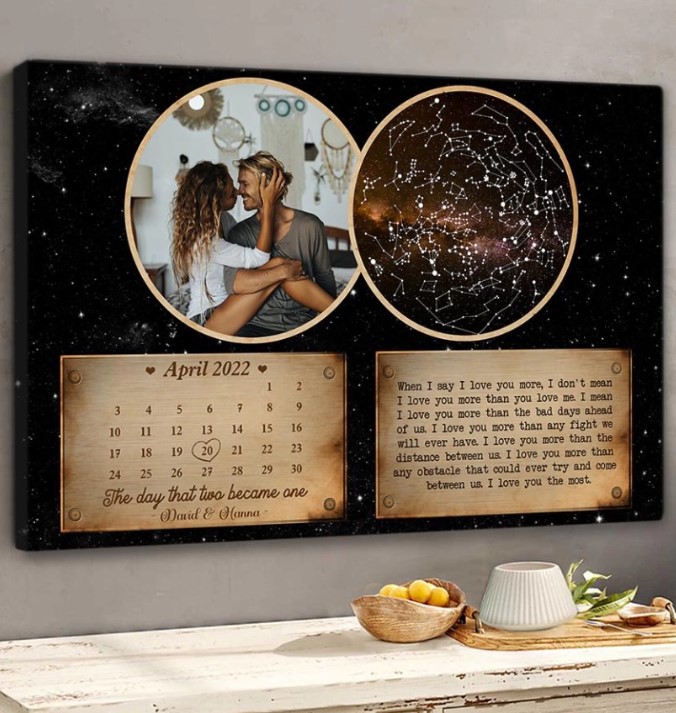 April 2022
1 2
3 4 5 6 7 8 9
10 11 12 13 14 15 16
17 18 19 20 21 22 23
24 25 26 27 28 29 30
The day that two became one
David & Hanna
When I say I love you more, I don't mean
I love you more than you love me. I mean
I love you more than the bad days ahead
of us. I love you more than any fight we
will ever have. I love you more than the
distance between us. I love you more than
any obstacle that could ever try and come
between us. I love you the most.